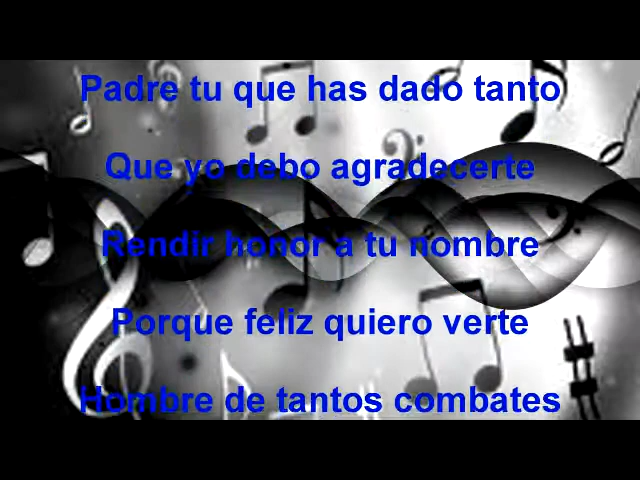 Padre tu que has dado tanto
Que yo debo agradecerte
Rendir honor a tu nombre
Porque feliz quiero verte
Hombre de tantos combates